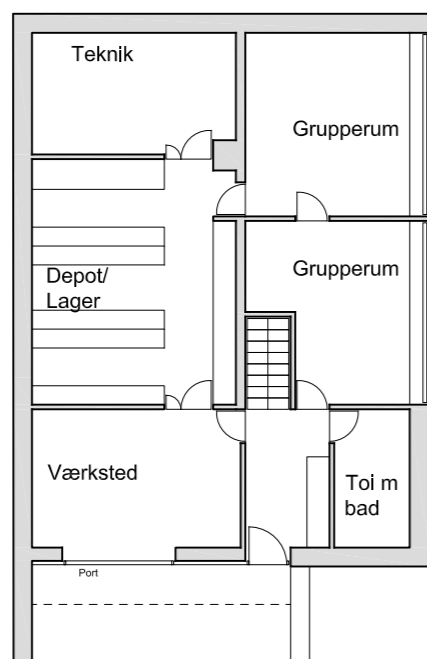 Teknik
Grupperum
Grupperum
Depot/
Lager
Værksted
Toi m
bad
Port